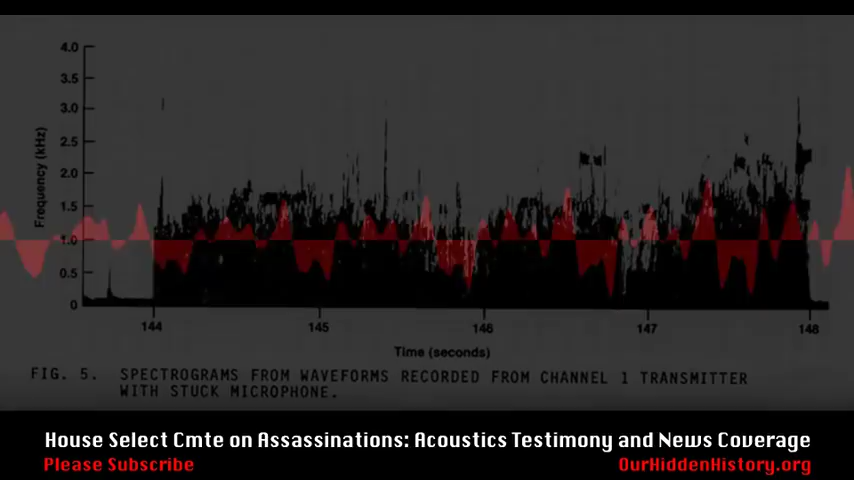 4.0
3.5
3.0
2.5
2.0
1.5
1.0
0.5
0
Frequency (kHz)
144 145 146 147 148
Time (seconds)
FIG. 5. SPECTROGRAMS FROM WAVEFORMS RECORDED FROM CHANNEL 1 TRANSMITTER
WITH STUCK MICROPHONE.
House Select Cmte on Assassinations: Acoustics Testimony and News Coverage
Please Subscribe OurHiddenHistory.org